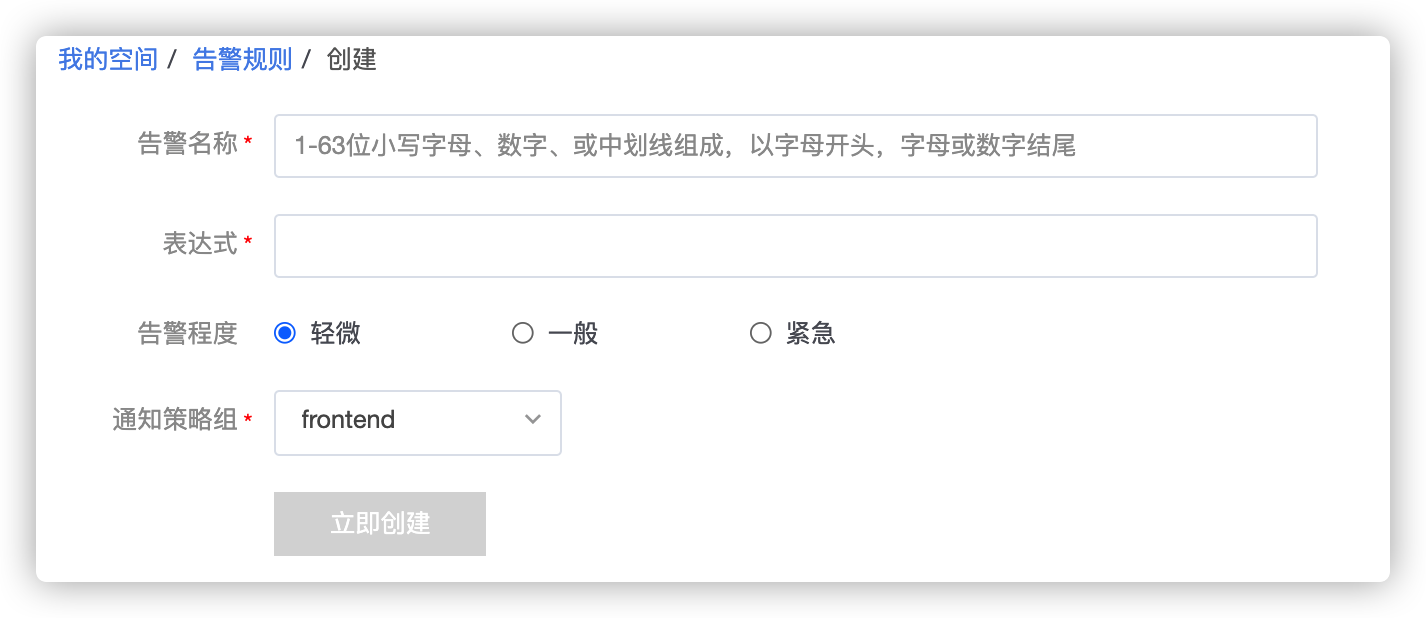 我的空间 / 告警规则 / 创建
告警名称* 1-63位小写字母、数字、或中划线组成，以字母开头，字母或数字结尾
表达式*
告警程度 轻微 一般 紧急
通知策略组* frontend
立即创建